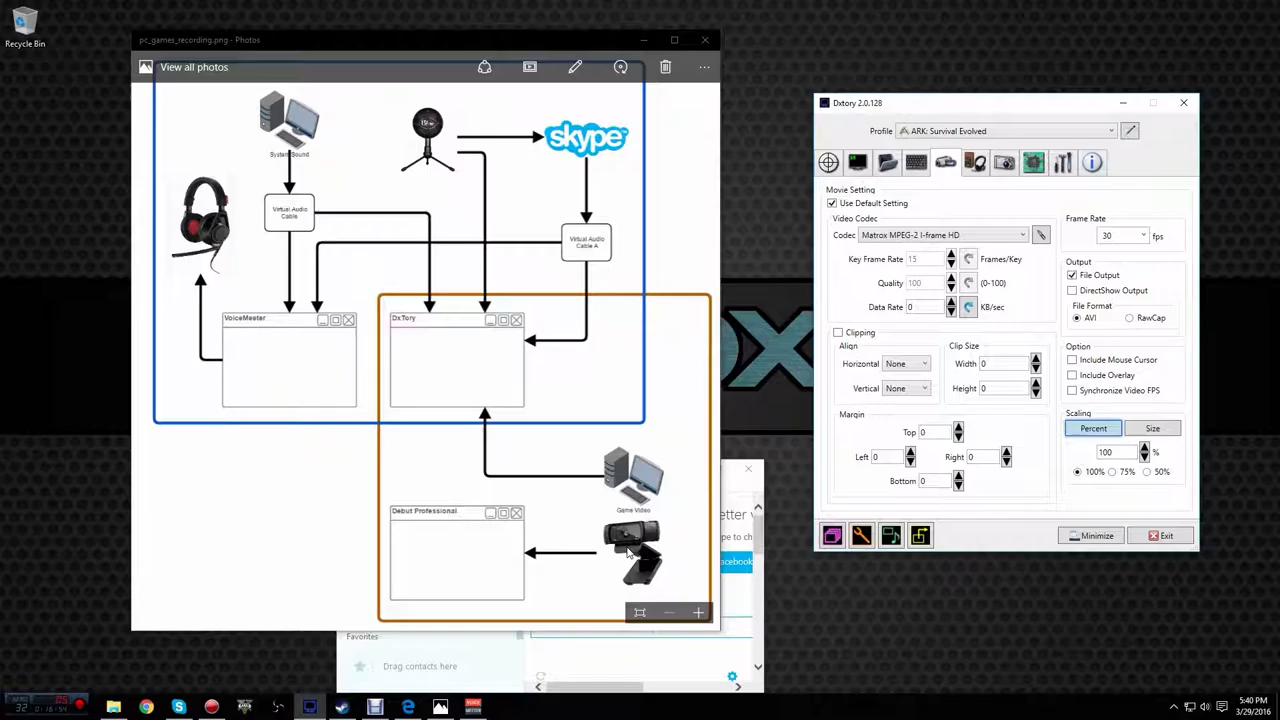 Recycle Bin
pc_games_recording.png - Photos
View all photos
System Sound
skype
Virtual Audio
Cable
Virtual Audio
Cable A
VoiceMeeter
DxTory
Game Video
Debut Professional
Favorites
Drag contacts here
Dxtory 2.0.128
Profile
ARK: Survival Evolved
Movie Setting
Use Default Setting
Video Codec
Codec
Matrox MPEG-2 I-frame HD
Key Frame Rate
15
Frames/Key
Quality
100
(0-100)
Data Rate
0
KB/sec
Clipping
Align
Horizontal
None
Vertical
None
Clip Size
Width
0
Height
0
Margin
Top
0
Left
0
Right
0
Bottom
0
Frame Rate
30
fps
Output
File Output
DirectShow Output
File Format
AVI
RawCap
Option
Include Mouse Cursor
Include Overlay
Synchronize Video FPS
Scaling
Percent
Size
100
%
100%
75%
50%
Minimize
Exit
5:40 PM
3/29/2016